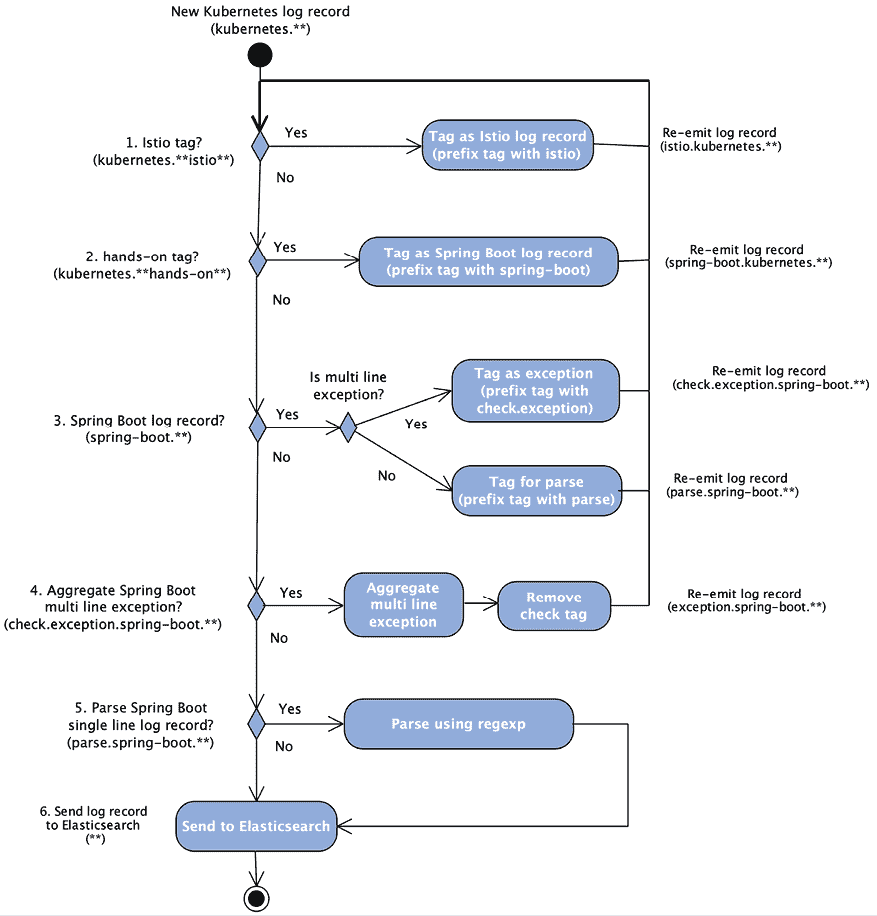 New Kubernetes log record
(kubernetes.**)
1. Istio tag?
(kubernetes.**istio**)
Yes
No
Tag as Istio log record
(prefix tag with istio)
Re-emit log record
(istio.kubernetes.**)
2. hands-on tag?
(kubernetes.**hands-on**)
Yes
No
Tag as Spring Boot log record
(prefix tag with spring-boot)
Re-emit log record
(spring-boot.kubernetes.**)
3. Spring Boot log record?
(spring-boot.**)
Yes
No
Is multi line
exception?
Yes
No
Tag as exception
(prefix tag with
check.exception)
Re-emit log record
(check.exception.spring-boot.**)
Tag for parse
(prefix tag with parse)
Re-emit log record
(parse.spring-boot.**)
4. Aggregate Spring Boot
multi line exception?
(check.exception.spring-boot.**)
Yes
No
Aggregate
multi line
exception
Remove
check tag
Re-emit log record
(exception.spring-boot.**)
5. Parse Spring Boot
single line log record?
(parse.spring-boot.**)
Yes
No
Parse using regexp
6. Send log record
to Elasticsearch
(**)
Send to Elasticsearch